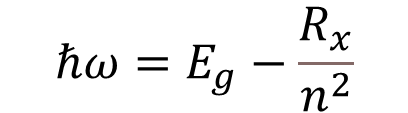 ℏω = E_g − R_x/n²